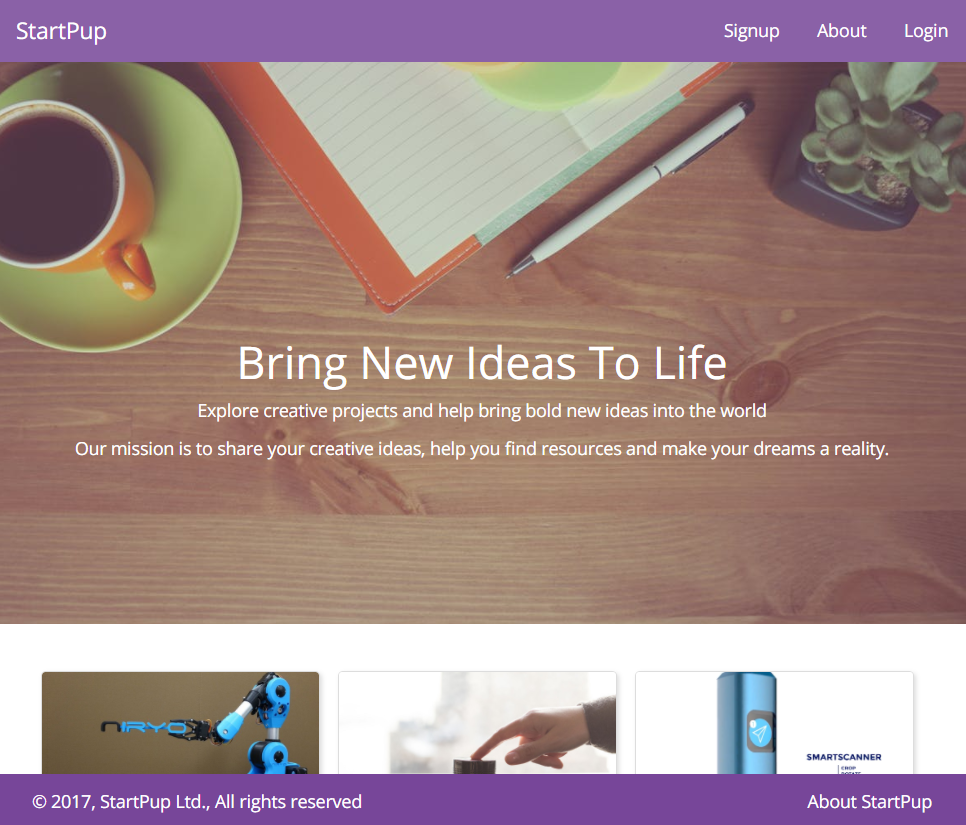 StartPup
Signup About Login
Bring New Ideas To Life
Explore creative projects and help bring bold new ideas into the world
Our mission is to share your creative ideas, help you find resources and make your dreams a reality.
NIRYO
SMARTSCANNER
CROP
© 2017, StartPup Ltd., All rights reserved
About StartPup